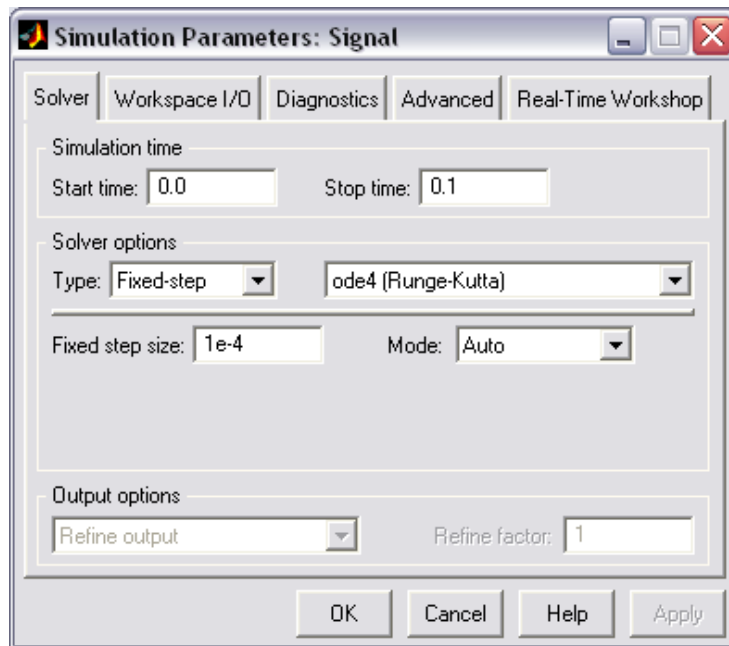 Simulation Parameters: Signal
Solver Workspace I/O Diagnostics Advanced Real-Time Workshop
Simulation time
Start time: 0.0 Stop time: 0.1
Solver options
Type: Fixed-step ode4 (Runge-Kutta)
Fixed step size: 1e-4 Mode: Auto
Output options
Refine output Refine factor: 1
OK Cancel Help Apply